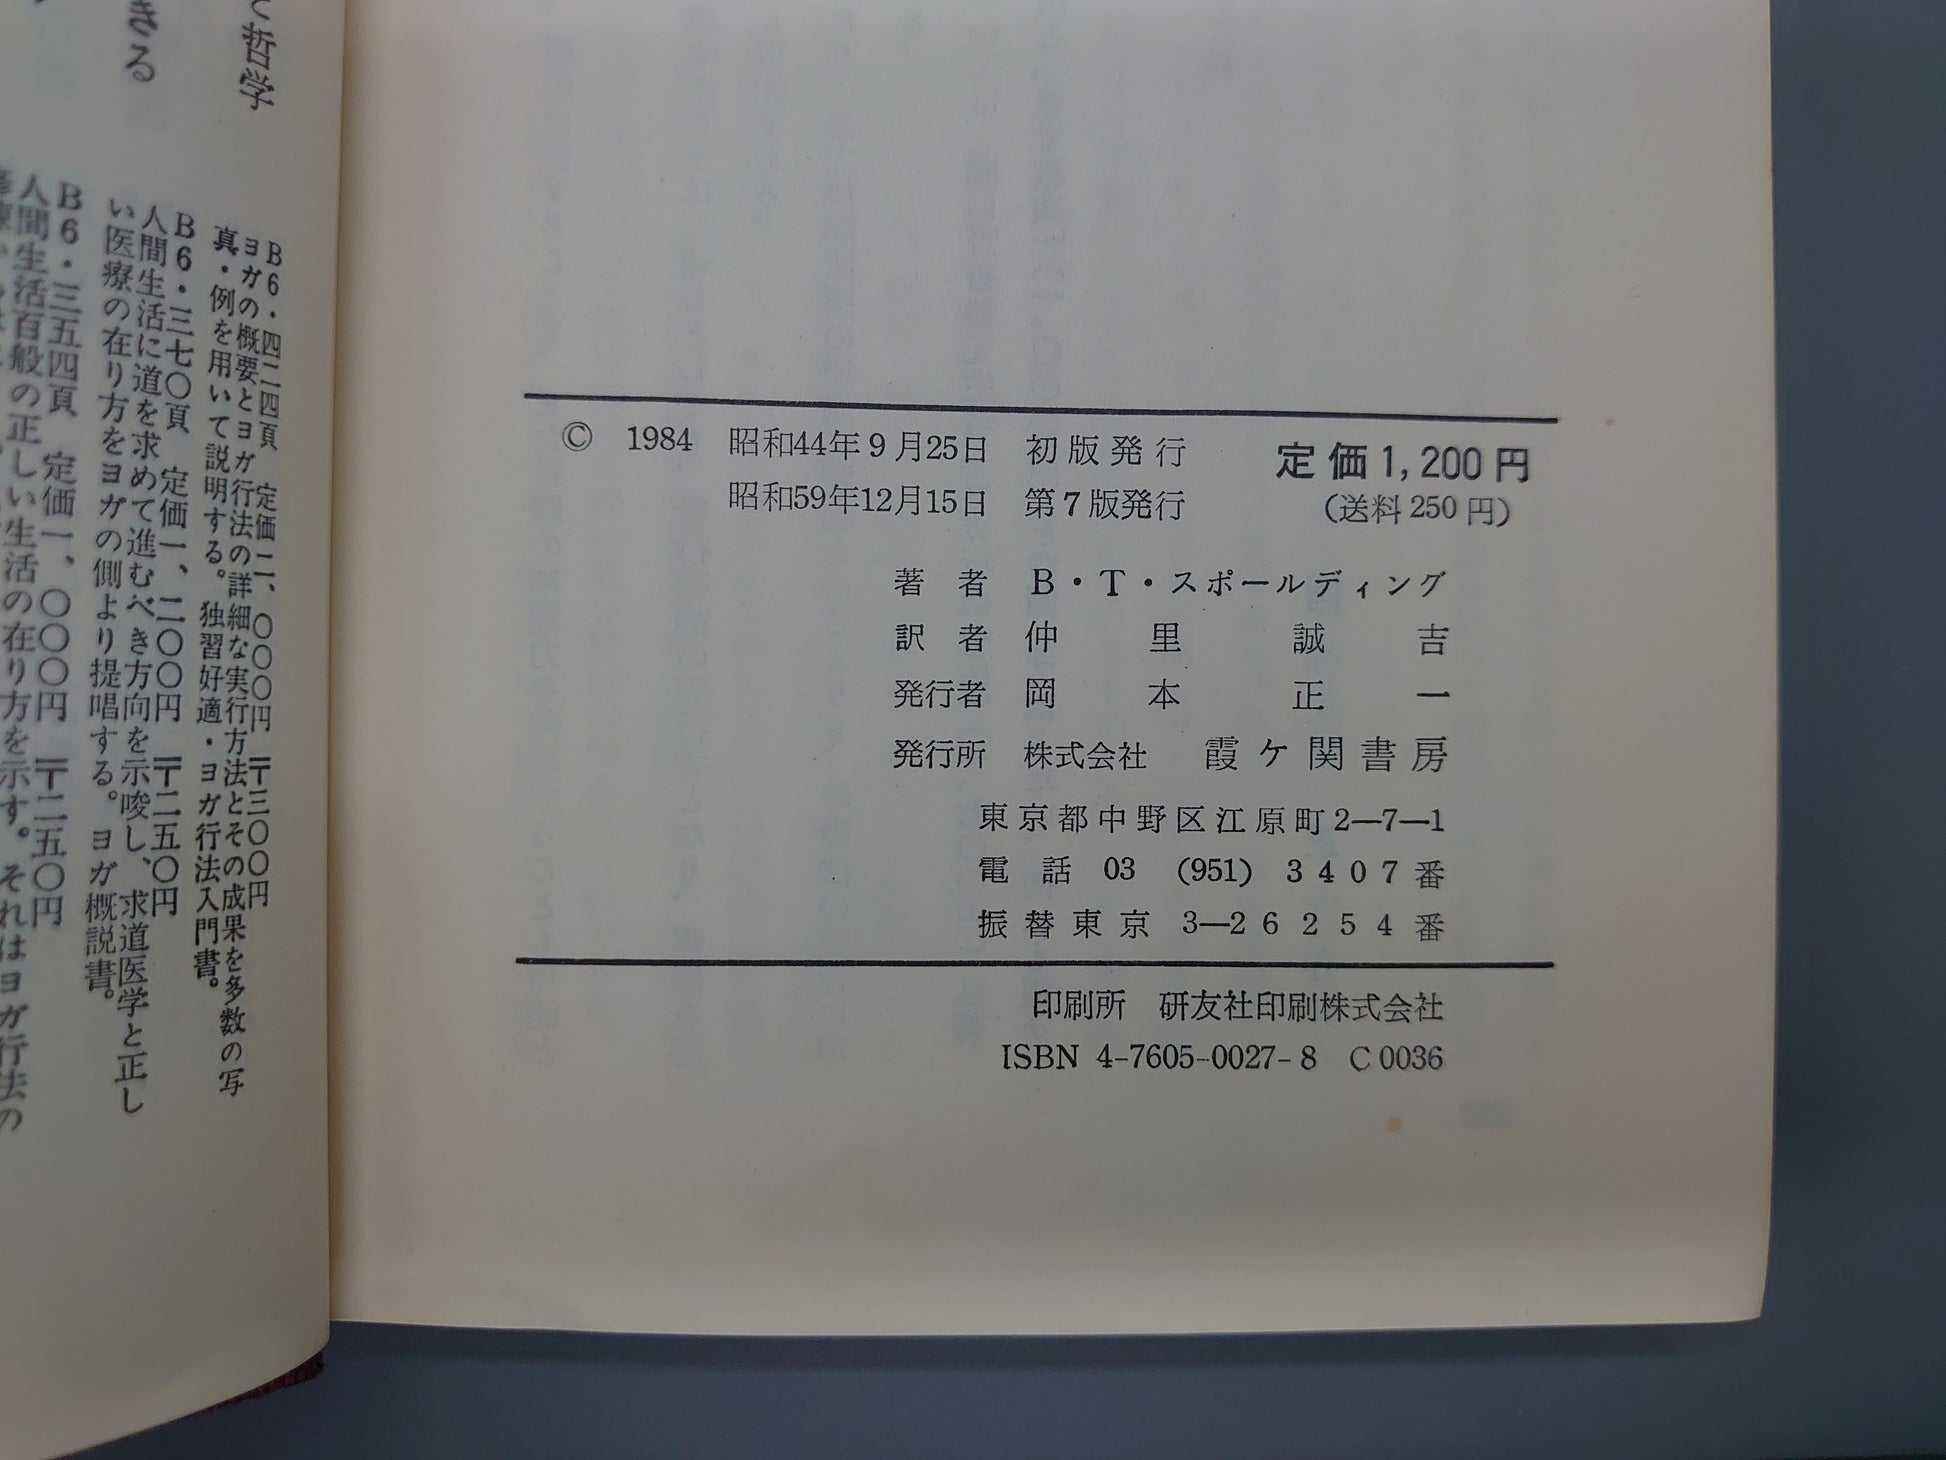 © 1984 昭和44年9月25日 初版発行 定価1,200円
昭和59年12月15日 第7版発行 (送料250円)
著者 B・T・スポールディング
訳者 仲里誠吉
発行者 岡本正一
発行所 株式会社 霞ケ関書房
東京都中野区江原町2―7―1
電話 03 (951) 3407番
振替東京 3―26254番
印刷所 研友社印刷株式会社
ISBN 4-7605-0027-8 C0036
哲学
きる
B6・四二四頁 定価二、〇〇〇円 〒三〇〇円
ヨガの概要とヨガ行法の詳細な実行方法とその成果を多数の写
真・例を用いて説明する。独習好適・ヨガ行法入門書。
B6・三七〇頁 定価一、二〇〇円 〒二五〇円
人間生活に道を求めて進むべき方向を示唆し、求道医学と正し
い医療の在り方をヨガの側より提唱する。ヨガ概説書。
B6・三五四頁 定価一、〇〇〇円 〒二五〇円
人間生活百般の正しい生活の在り方を示す。それはヨガ行法の